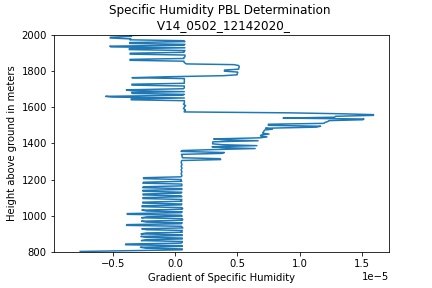 Specific Humidity PBL Determination
V14_0502_12142020_
Height above ground in meters
2000
1800
1600
1400
1200
1000
800
−0.5
0.0
0.5
1.0
1.5
1e−5
Gradient of Specific Humidity